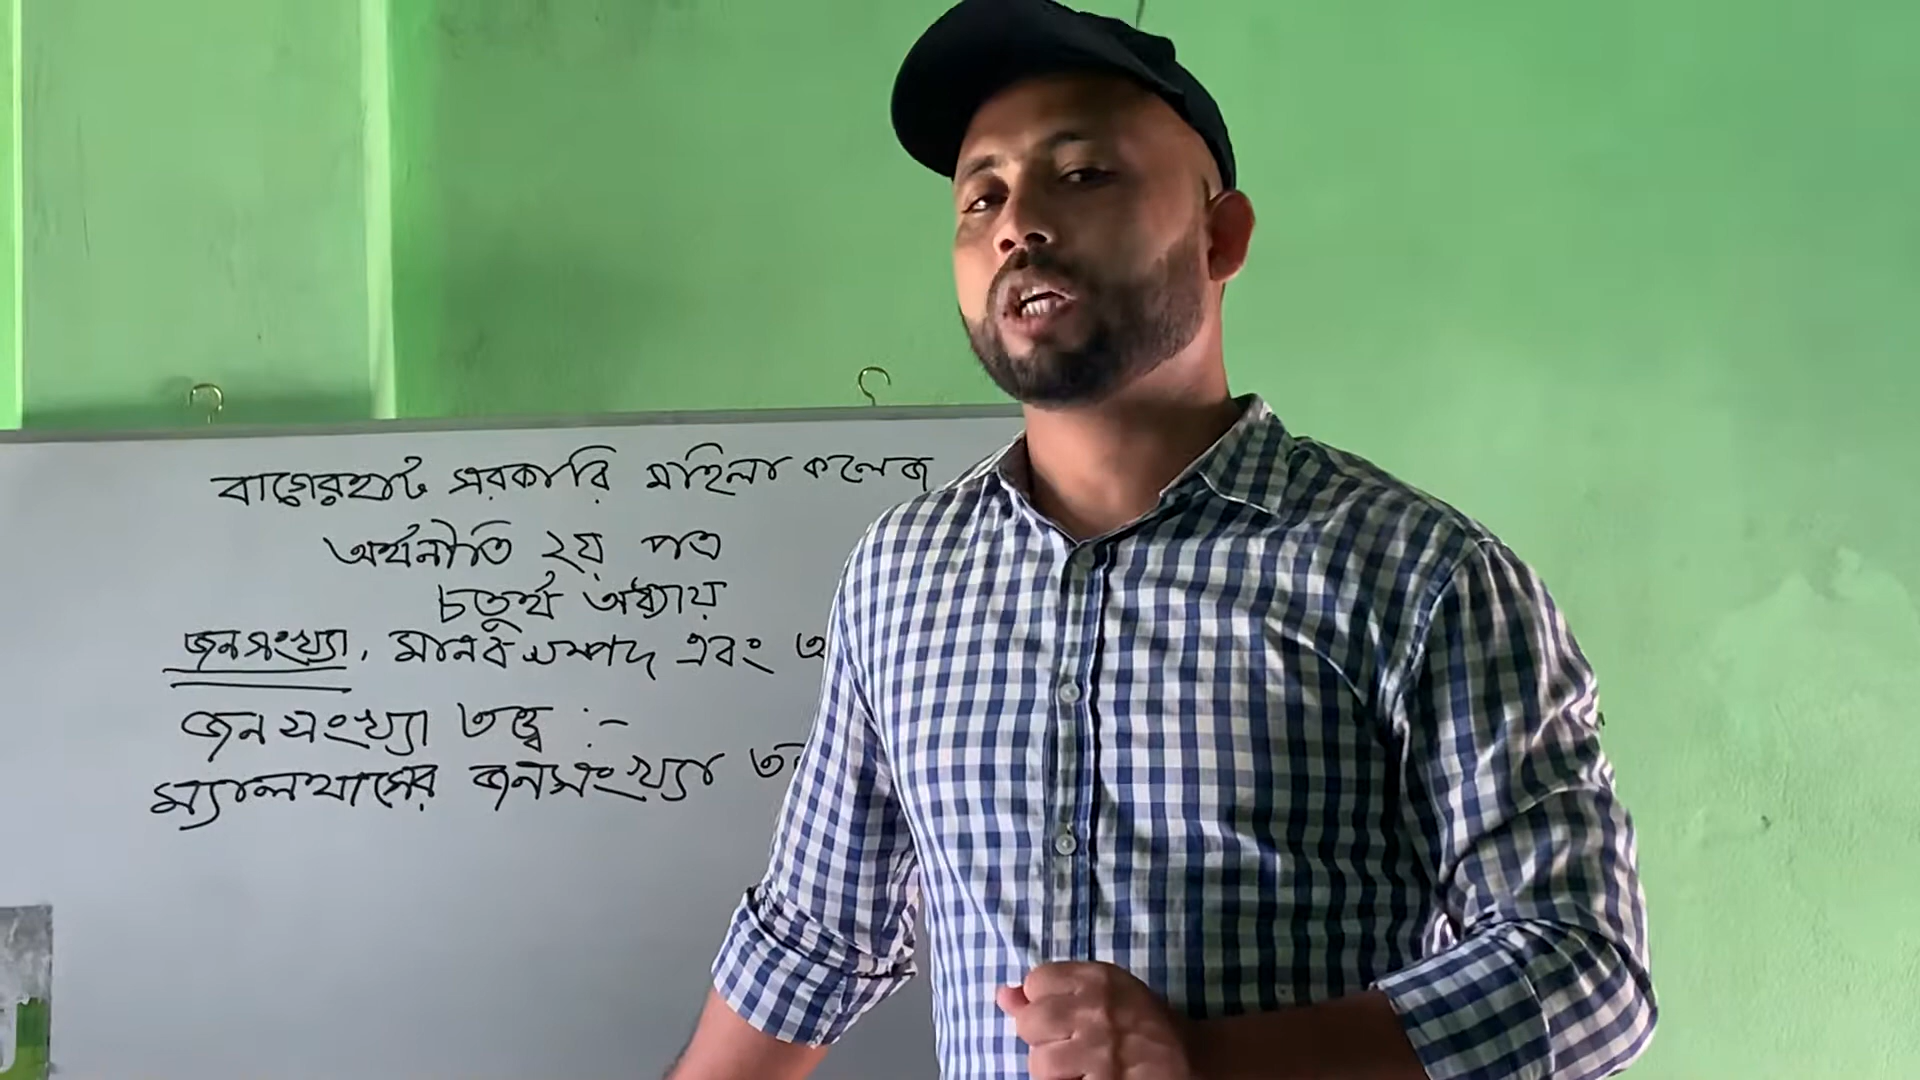 বাগেরহাট সরকারি মহিলা কলেজ
অর্থনীতি ২য় পত্র
চতুর্থ অধ্যায়
জনসংখ্যা, মানব সম্পদ এবং
জনসংখ্যা তত্ত্ব :-
ম্যালথাসের জনসংখ্যা